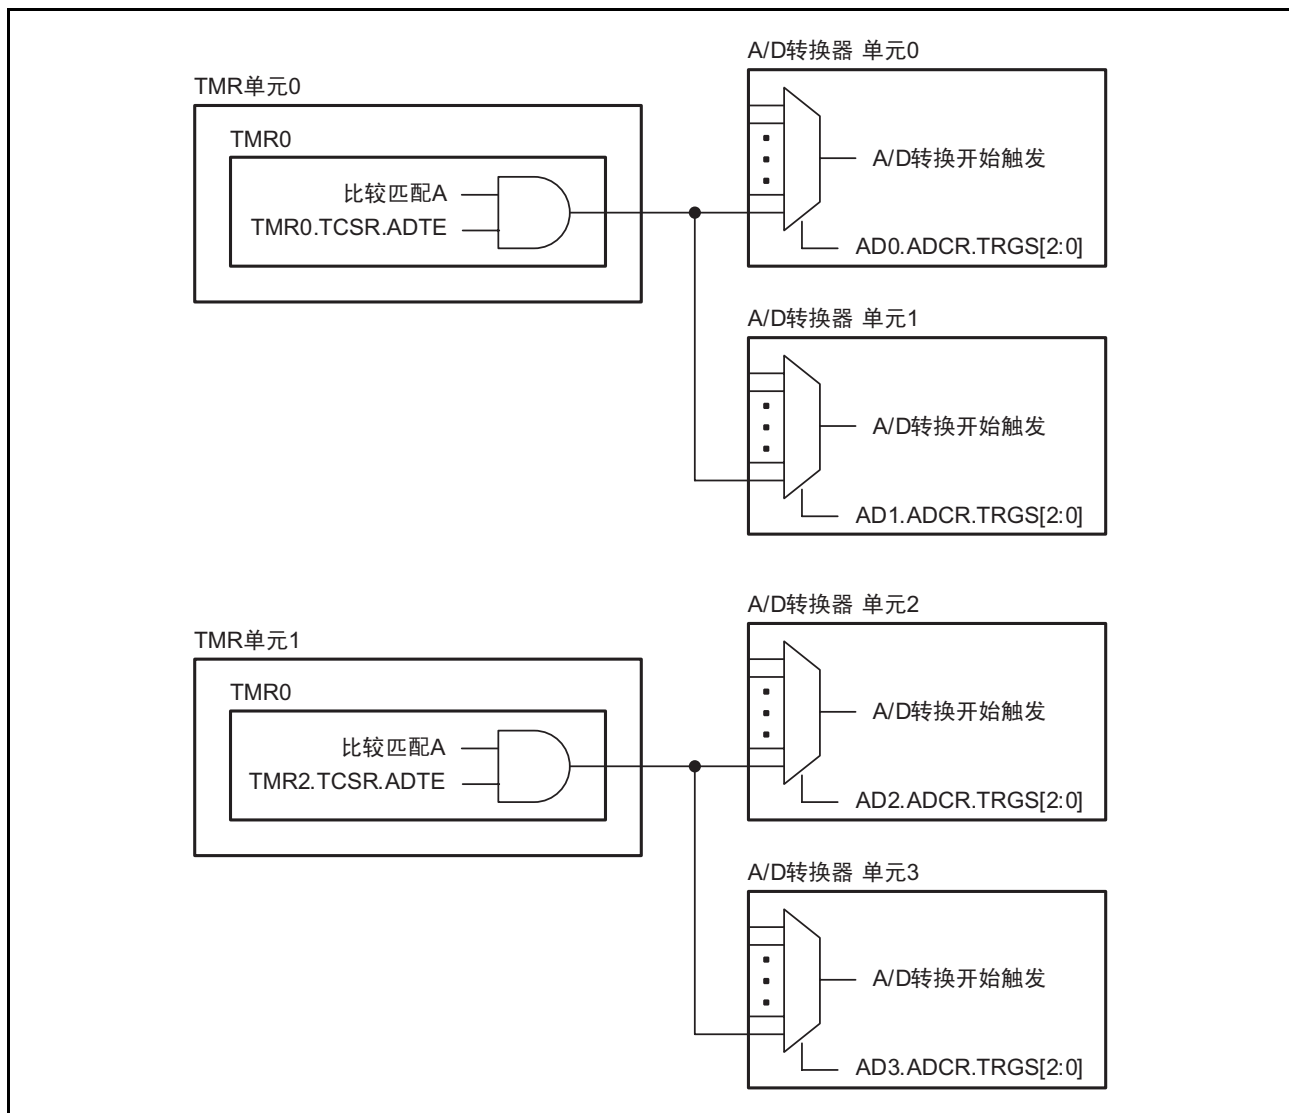 TMR单元0
TMR0
比较匹配A
TMR0.TCSR.ADTE
A/D转换器 单元0
A/D转换开始触发
AD0.ADCR.TRGS[2:0]
A/D转换器 单元1
A/D转换开始触发
AD1.ADCR.TRGS[2:0]
TMR单元1
TMR0
比较匹配A
TMR2.TCSR.ADTE
A/D转换器 单元2
A/D转换开始触发
AD2.ADCR.TRGS[2:0]
A/D转换器 单元3
A/D转换开始触发
AD3.ADCR.TRGS[2:0]